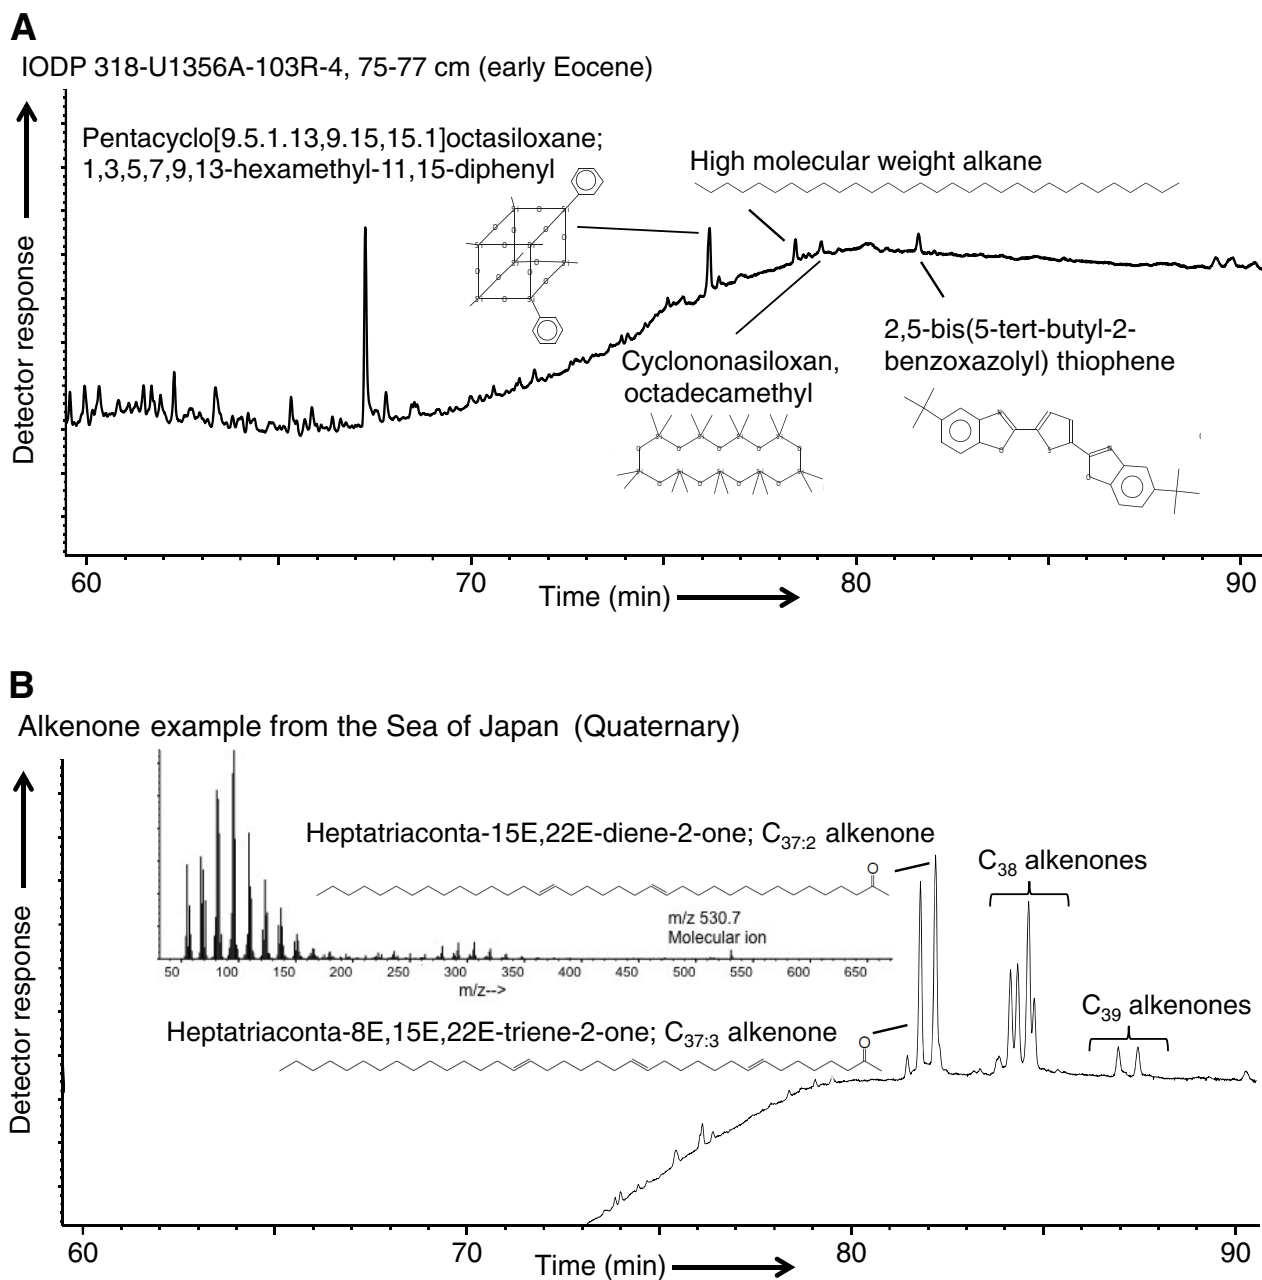 A
IODP 318-U1356A-103R-4, 75-77 cm (early Eocene)
Pentacyclo[9.5.1.13,9.15,15.1]octasiloxane;
1,3,5,7,9,13-hexamethyl-11,15-diphenyl
High molecular weight alkane
2,5-bis(5-tert-butyl-2-
benzoxazolyl) thiophene
Cyclononasiloxan,
octadecamethyl
Detector response
60 70 80 90
Time (min)
B
Alkenone example from the Sea of Japan (Quaternary)
Heptatriaconta-15E,22E-diene-2-one; C37:2 alkenone
O
C38 alkenones
m/z 530.7
Molecular ion
50 100 150 200 250 300 350 400 450 500 550 600 650
m/z-->
C39 alkenones
Heptatriaconta-8E,15E,22E-triene-2-one; C37:3 alkenone
O
Detector response
60 70 80 90
Time (min)